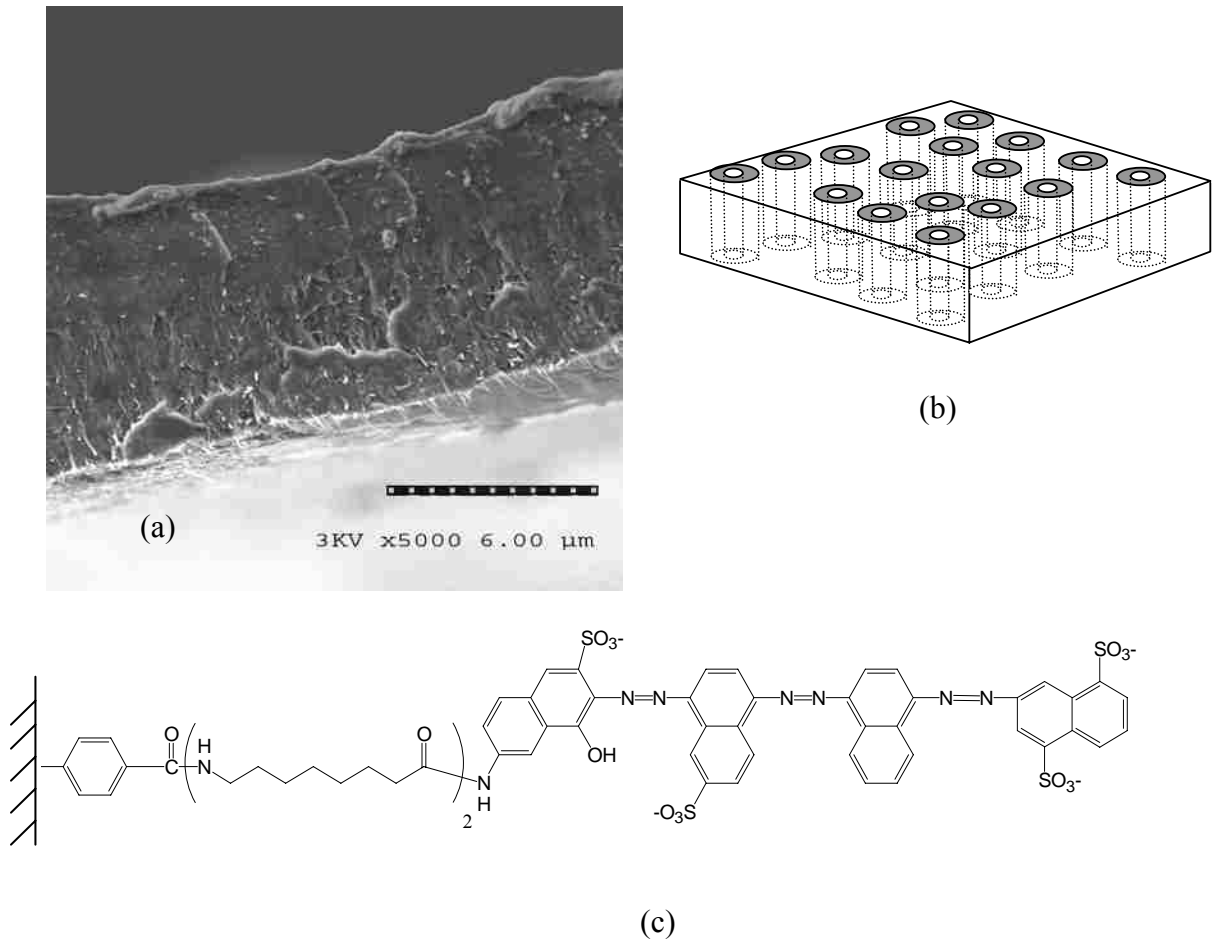 (a)
3KV x5000 6.00 µm
(b)
SO₃-
SO₃-
O
H
O
N=N
N=N
N=N
C
N
OH
N
H
2
-O₃S
SO₃-
(c)